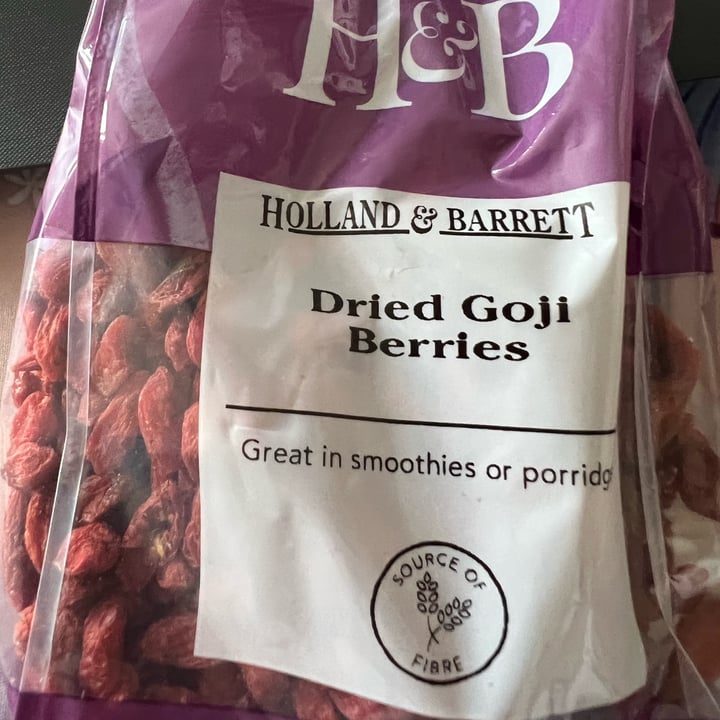 H&B
HOLLAND & BARRETT
Dried Goji
Berries
Great in smoothies or porridg
SOURCE OF
FIBRE